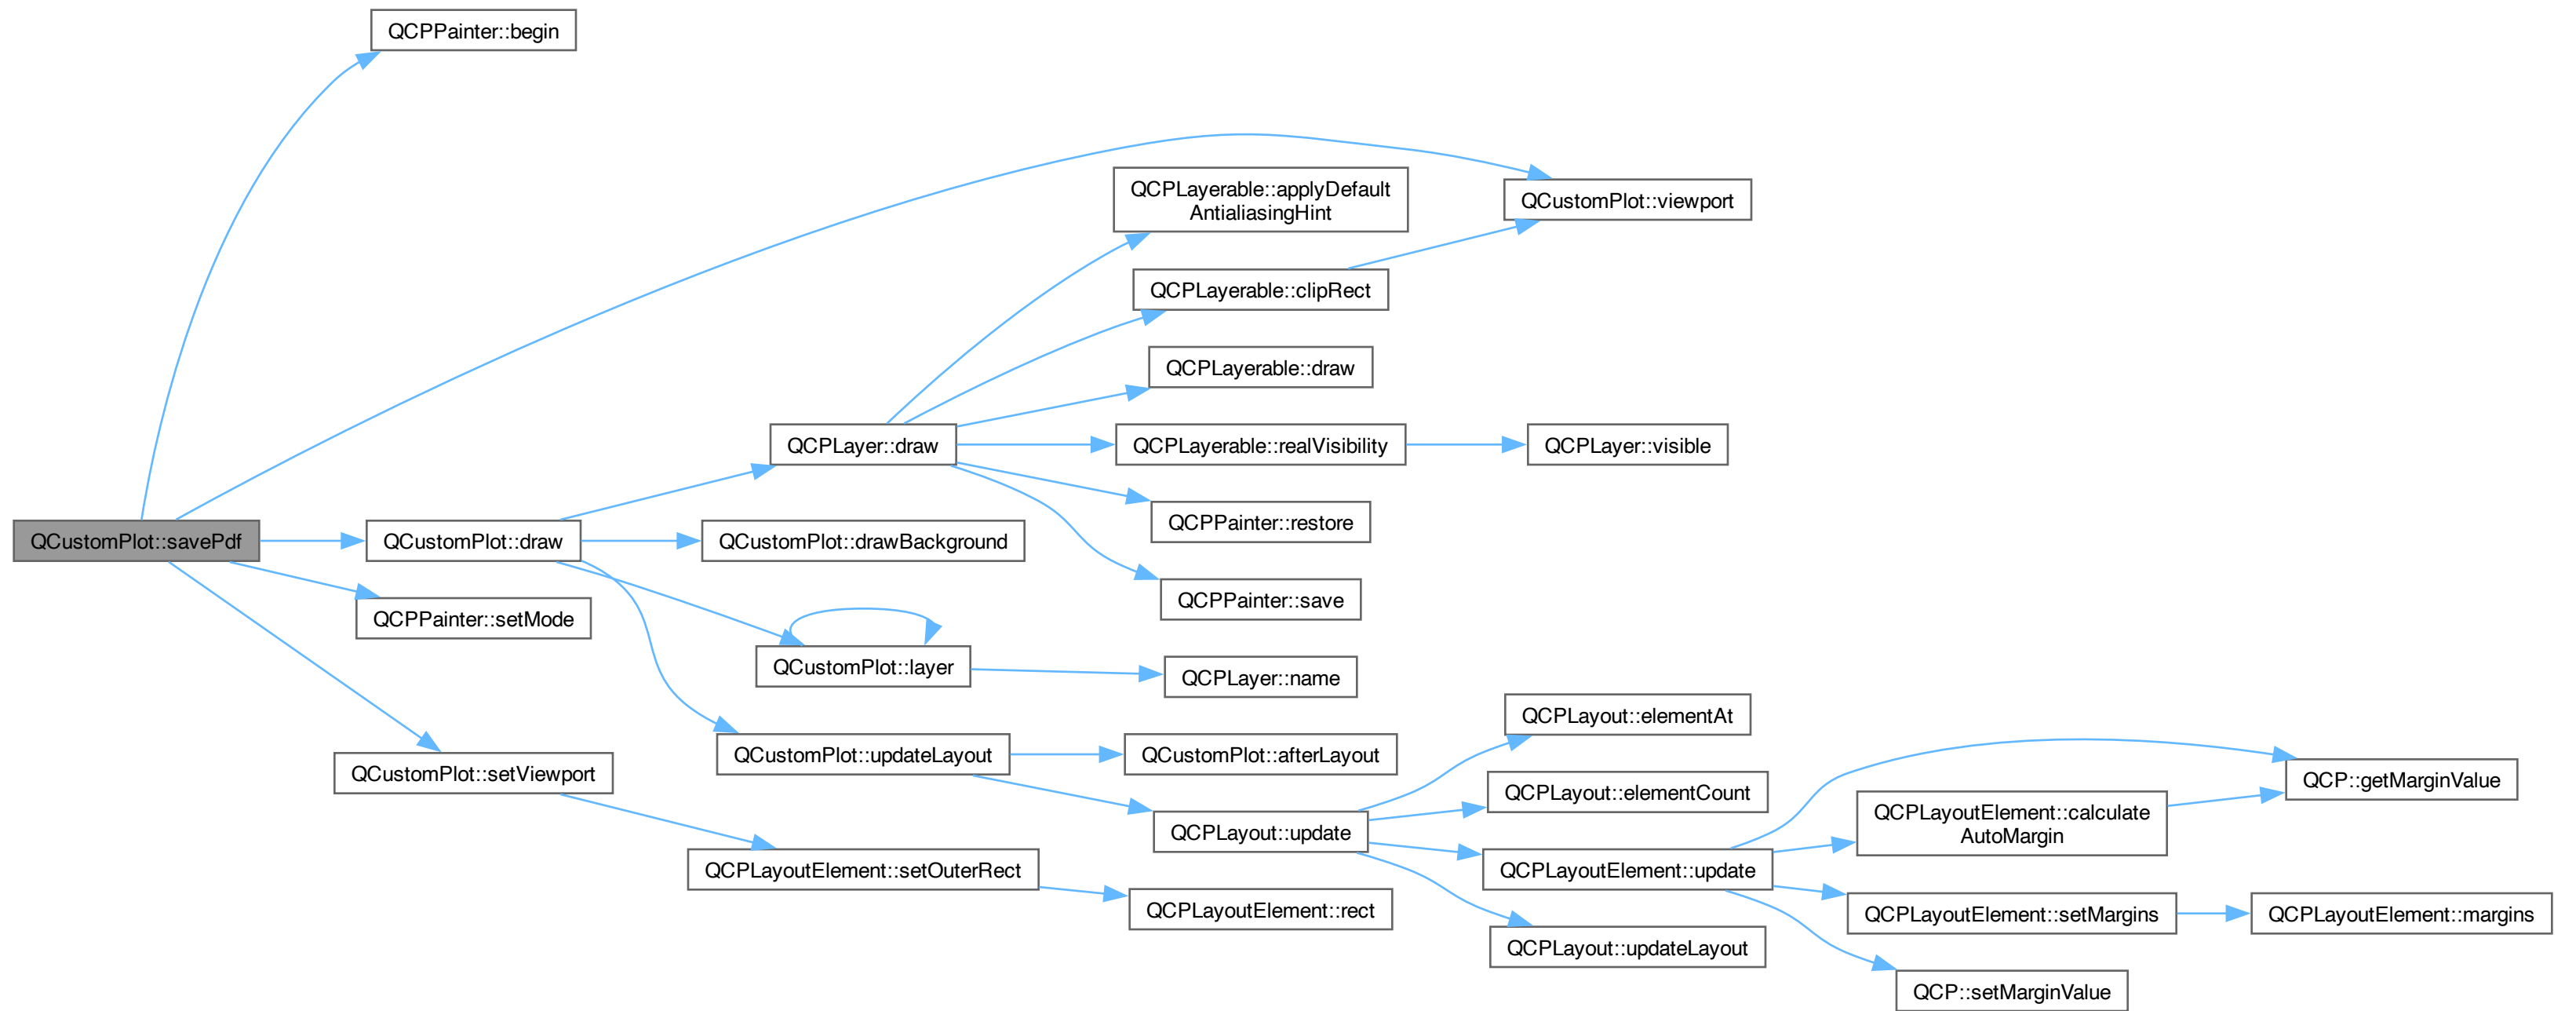 QCPPainter::begin
QCPLayerable::applyDefault
AntialiasingHint
QCustomPlot::viewport
QCPLayerable::clipRect
QCPLayerable::draw
QCPLayer::draw
QCPLayerable::realVisibility
QCPLayer::visible
QCPPainter::restore
QCustomPlot::savePdf
QCustomPlot::draw
QCustomPlot::drawBackground
QCPPainter::save
QCPPainter::setMode
QCustomPlot::layer
QCPLayer::name
QCPLayout::elementAt
QCustomPlot::updateLayout
QCustomPlot::afterLayout
QCustomPlot::setViewport
QCP::getMarginValue
QCPLayout::elementCount
QCPLayoutElement::calculate
AutoMargin
QCPLayout::update
QCPLayoutElement::setOuterRect
QCPLayoutElement::update
QCPLayoutElement::rect
QCPLayoutElement::setMargins
QCPLayoutElement::margins
QCPLayout::updateLayout
QCP::setMarginValue